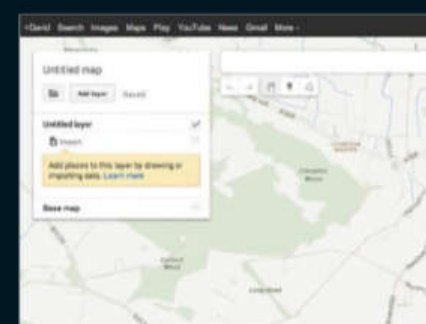 +David Search Images Maps Play YouTube News Gmail More
Untitled map
Add layer Saved
Untitled layer
Import
Add places to this layer by drawing or
importing data. Learn more
Base map